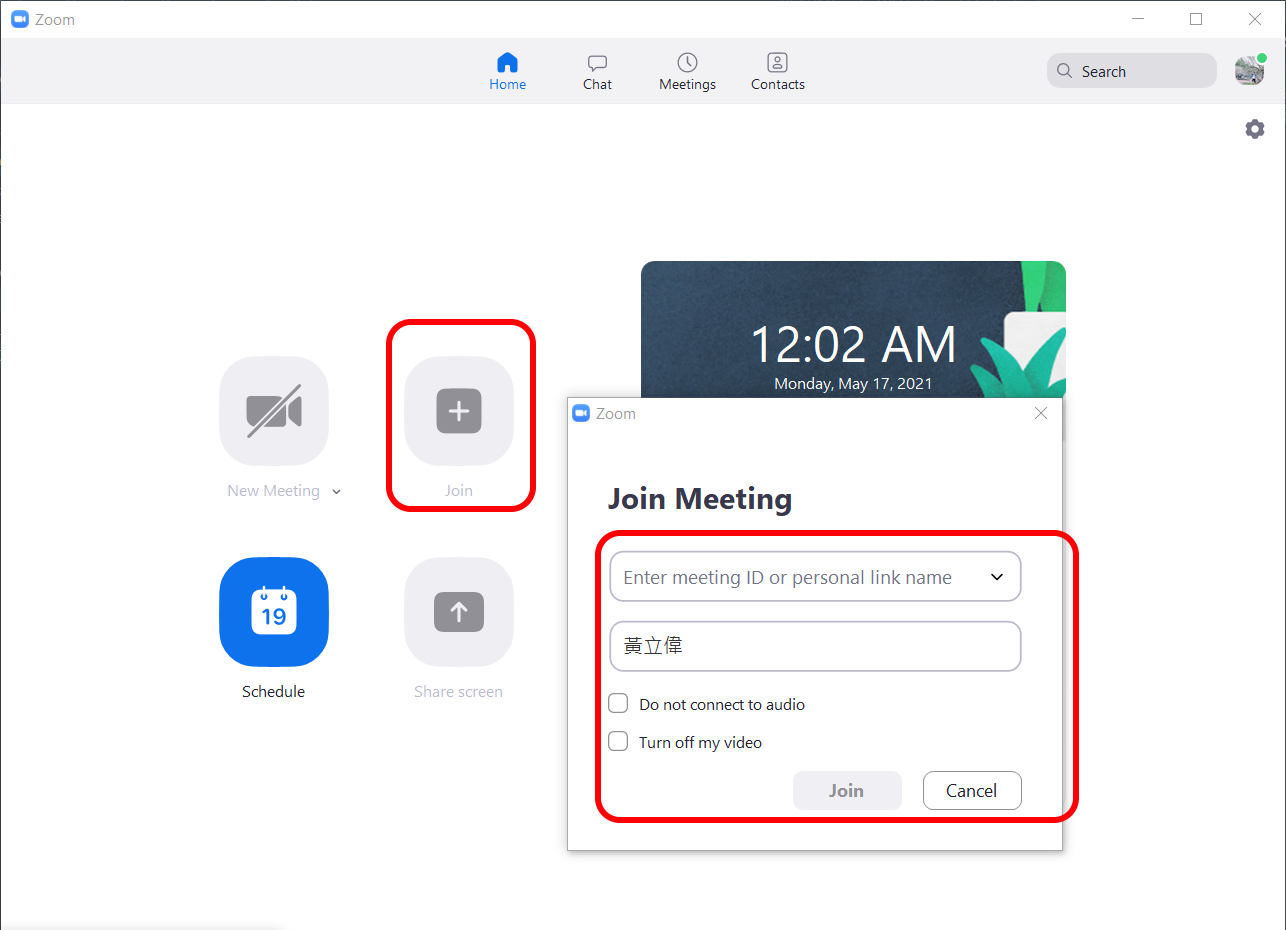 Zoom
Home
Chat
Meetings
Contacts
Search
12:02 AM
Monday, May 17, 2021
New Meeting
Join
19
Schedule
Share screen
Zoom
Join Meeting
Enter meeting ID or personal link name
黃立偉
Do not connect to audio
Turn off my video
Join
Cancel